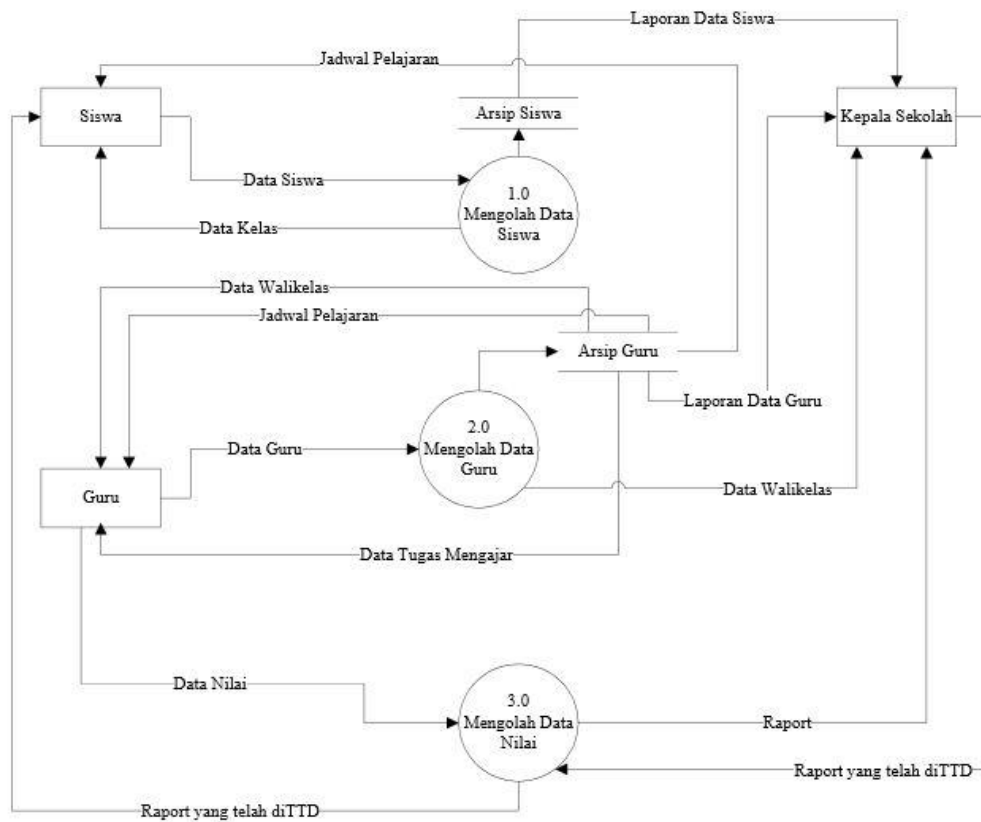 Laporan Data Siswa
Jadwal Pelajaran
Siswa
Arsip Siswa
Kepala Sekolah
Data Siswa
1.0
Mengolah Data
Siswa
Data Kelas
Data Walikelas
Jadwal Pelajaran
Arsip Guru
Laporan Data Guru
2.0
Mengolah Data
Guru
Data Guru
Guru
Data Walikelas
Data Tugas Mengajar
Data Nilai
3.0
Mengolah Data
Nilai
Raport
Raport yang telah diTTD
Raport yang telah diTTD